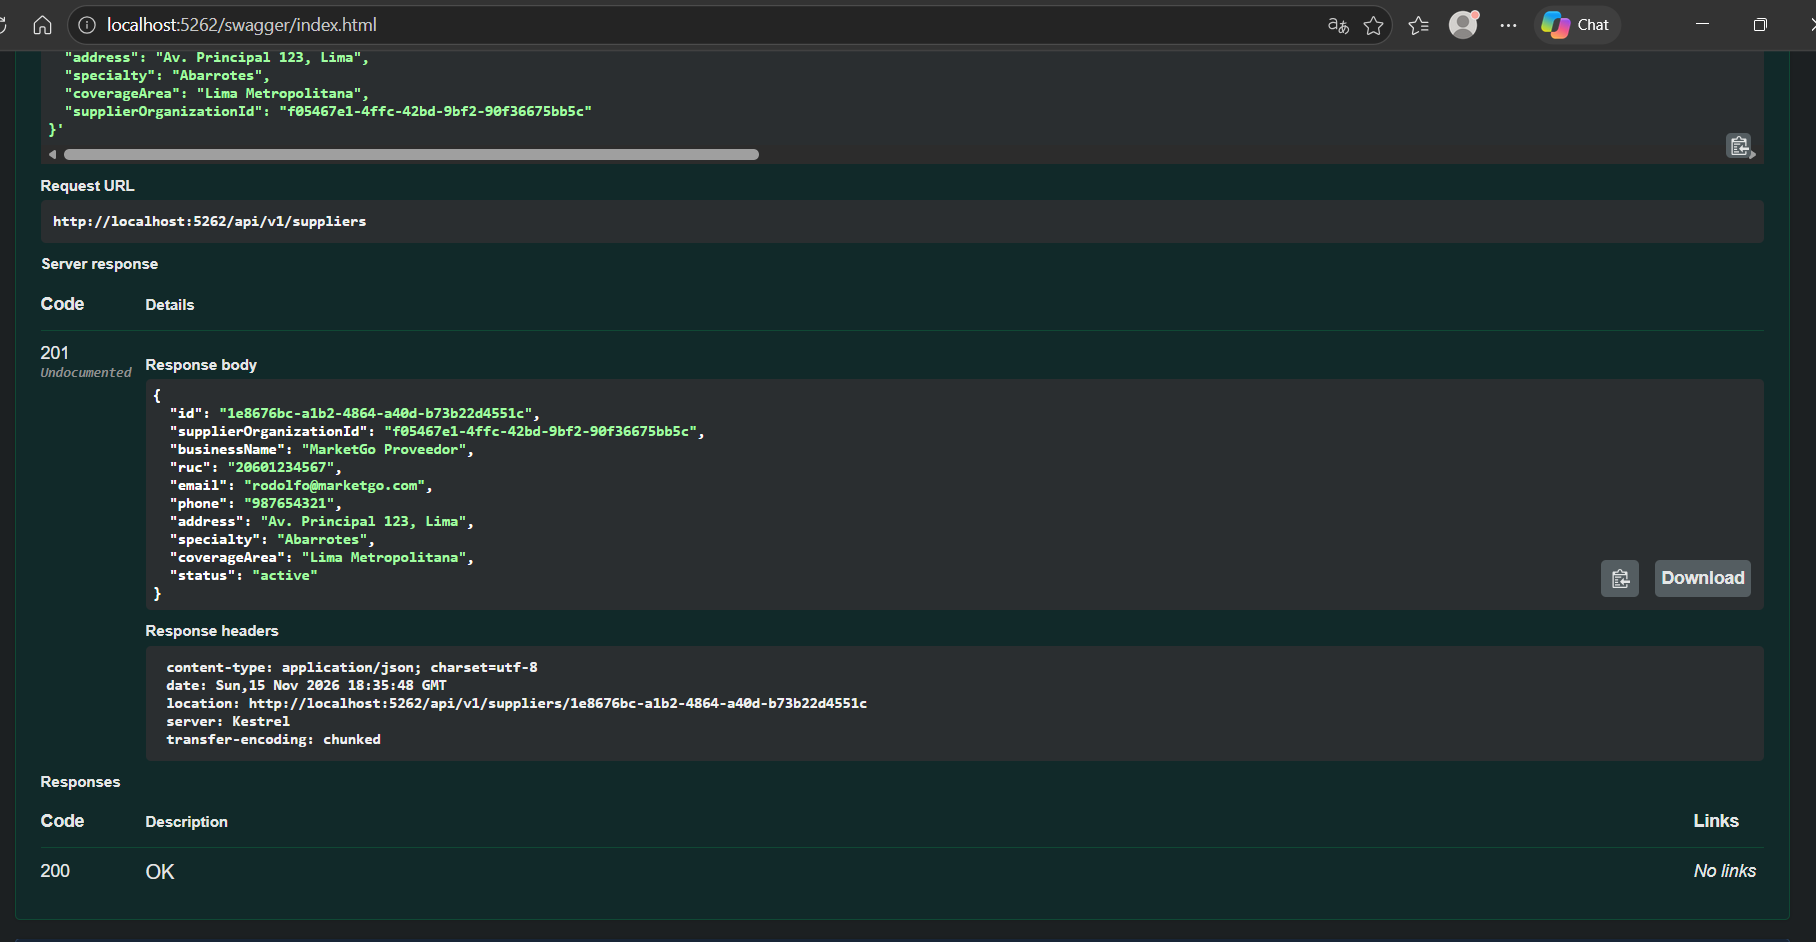 localhost:5262/swagger/index.html
Chat
"address": "Av. Principal 123, Lima",
"specialty": "Abarrotes",
"coverageArea": "Lima Metropolitana",
"supplierOrganizationId": "f05467e1-4ffc-42bd-9bf2-90f36675bb5c"
}'
Request URL
http://localhost:5262/api/v1/suppliers
Server response
Code Details
201
Undocumented
Response body
{
"id": "1e8676bc-a1b2-4864-a40d-b73b22d4551c",
"supplierOrganizationId": "f05467e1-4ffc-42bd-9bf2-90f36675bb5c",
"businessName": "MarketGo Proveedor",
"ruc": "20601234567",
"email": "rodolfo@marketgo.com",
"phone": "987654321",
"address": "Av. Principal 123, Lima",
"specialty": "Abarrotes",
"coverageArea": "Lima Metropolitana",
"status": "active"
}
Download
Response headers
content-type: application/json; charset=utf-8
date: Sun,15 Nov 2026 18:35:48 GMT
location: http://localhost:5262/api/v1/suppliers/1e8676bc-a1b2-4864-a40d-b73b22d4551c
server: Kestrel
transfer-encoding: chunked
Responses
Code Description Links
200 OK No links